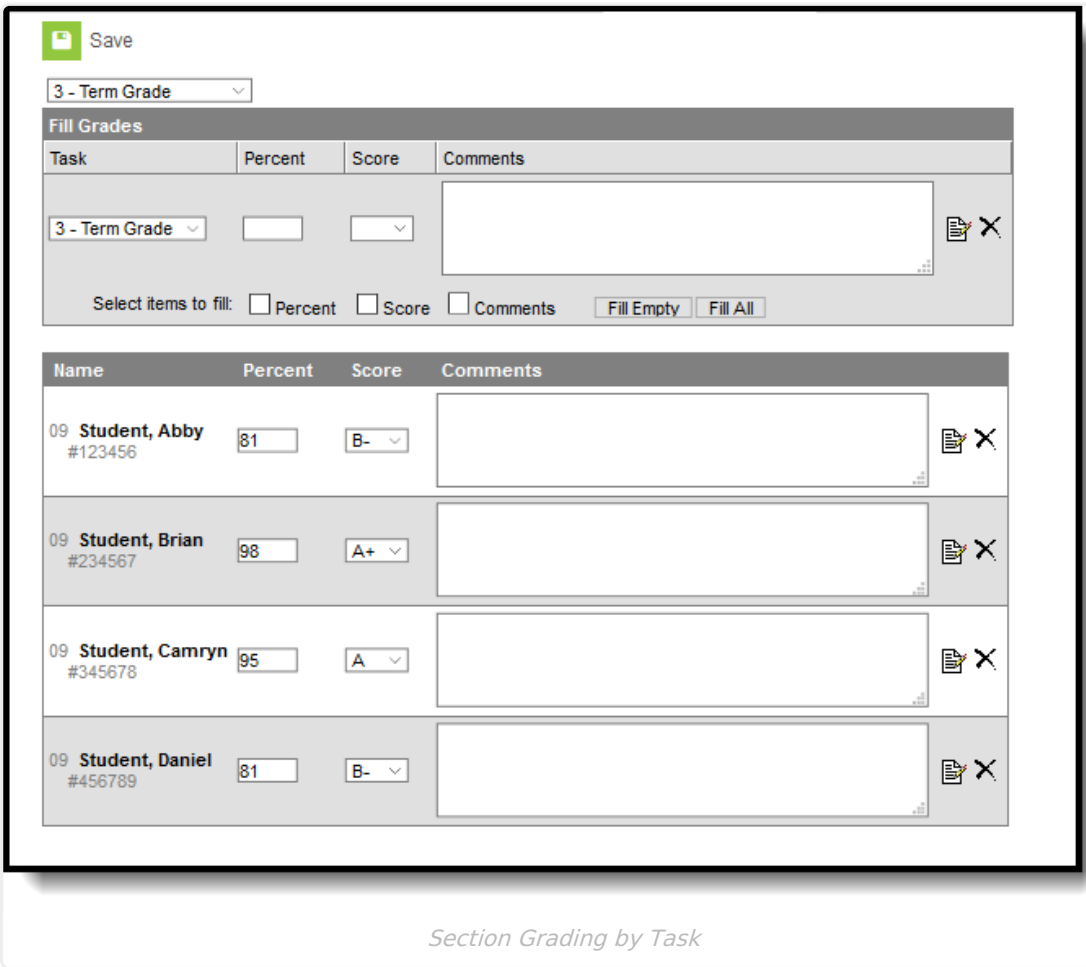 Save
3 - Term Grade
Fill Grades
Task Percent Score Comments
3 - Term Grade
Select items to fill: Percent Score Comments Fill Empty Fill All
Name Percent Score Comments
09 Student, Abby 81 B-
#123456
09 Student, Brian 98 A+
#234567
09 Student, Camryn 95 A
#345678
09 Student, Daniel 81 B-
#456789
Section Grading by Task